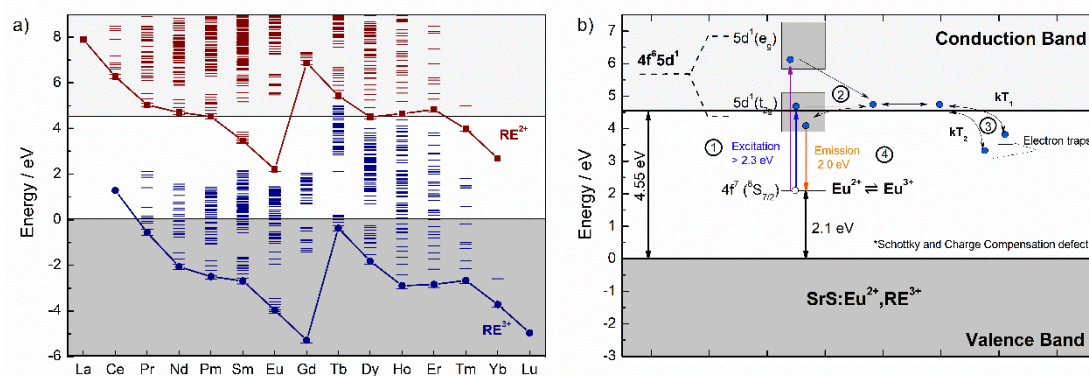 a)
Energy / eV
8
6
4
2
0
-2
-4
-6
RE2+
RE3+
La Ce Pr Nd Pm Sm Eu Gd Tb Dy Ho Er Tm Yb Lu
b)
Energy / eV
7
6
5
4
3
2
1
0
-1
-2
-3
5d1(eg)
Conduction Band
4f65d1
5d1(t2g)
2
kT1
kT2
3
Electron traps
1
Excitation
> 2.3 eV
Emission
2.0 eV
4
4.55 eV
4f7 (8S7/2)
Eu2+ ⇌ Eu3+
2.1 eV
*Schottky and Charge Compensation defect
SrS:Eu2+,RE3+
Valence Band